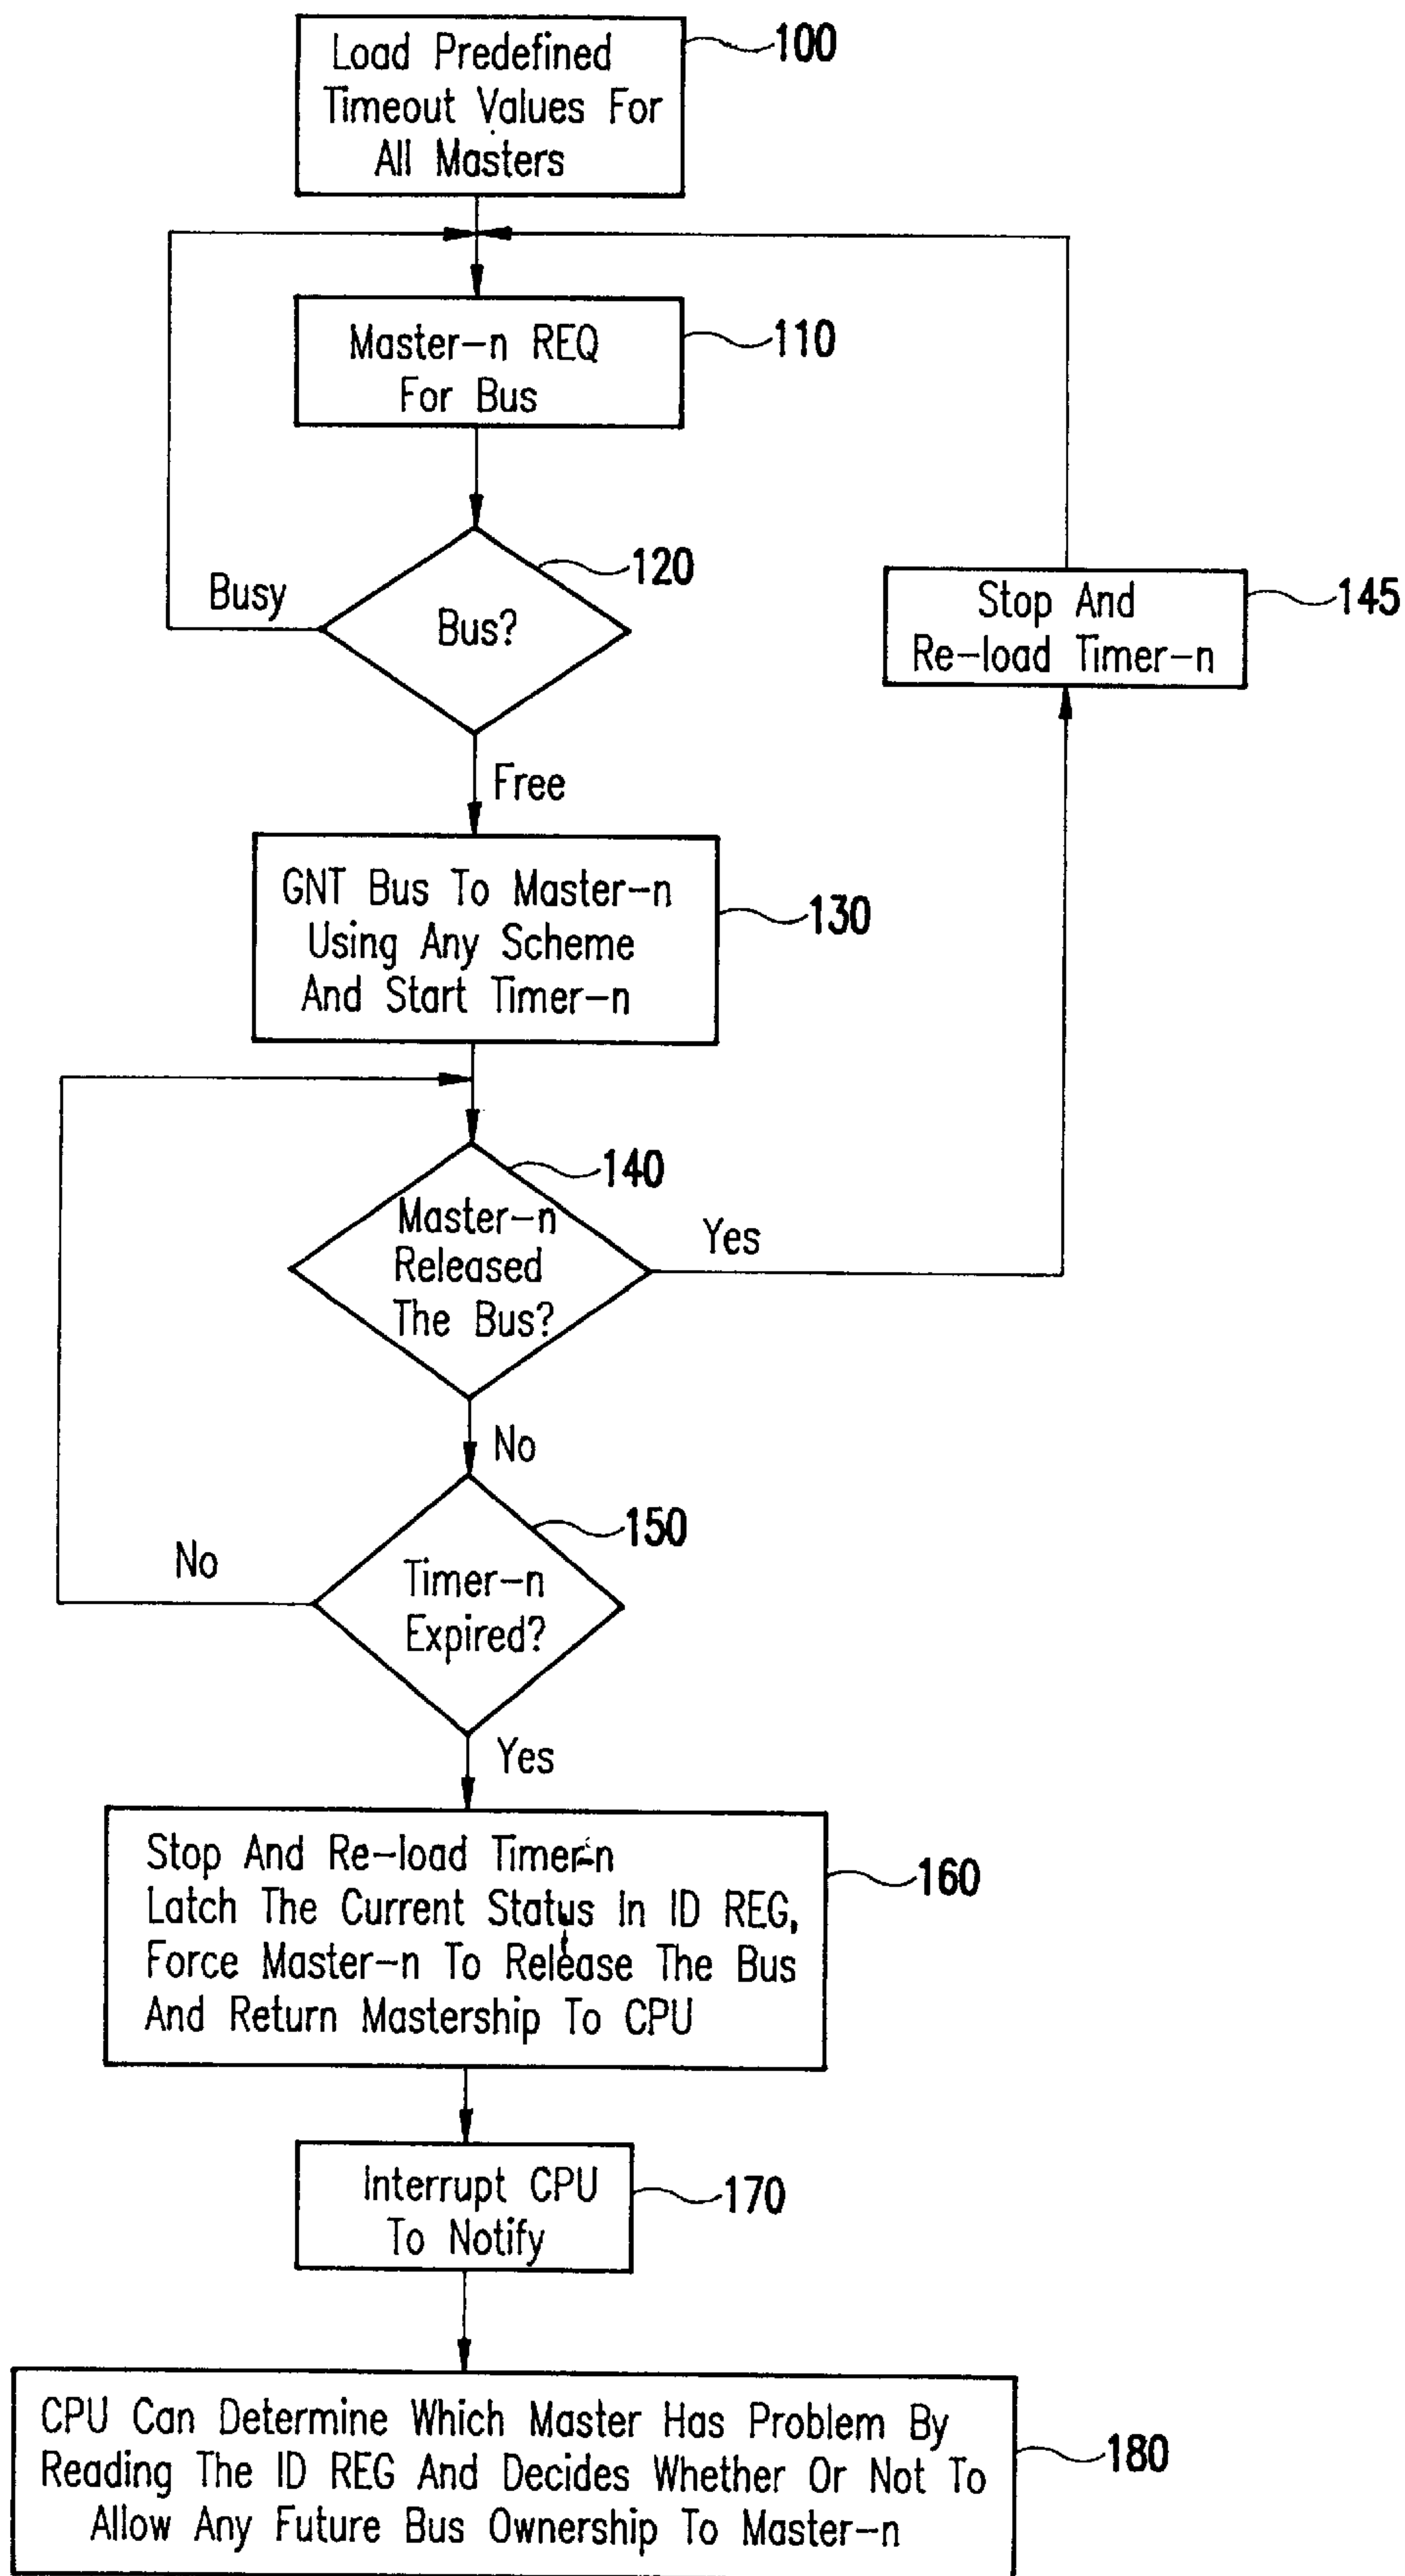 Load Predefined
Timeout Values For
All Masters
100
Master-n REQ
For Bus
110
Bus?
120
Busy
Free
Stop And
Re-load Timer-n
145
GNT Bus To Master-n
Using Any Scheme
And Start Timer-n
130
Master-n
Released
The Bus?
140
Yes
No
Timer-n
Expired?
150
No
Yes
Stop And Re-load Timer-n
Latch The Current Status In ID REG,
Force Master-n To Release The Bus
And Return Mastership To CPU
160
Interrupt CPU
To Notify
170
CPU Can Determine Which Master Has Problem By
Reading The ID REG And Decides Whether Or Not To
Allow Any Future Bus Ownership To Master-n
180